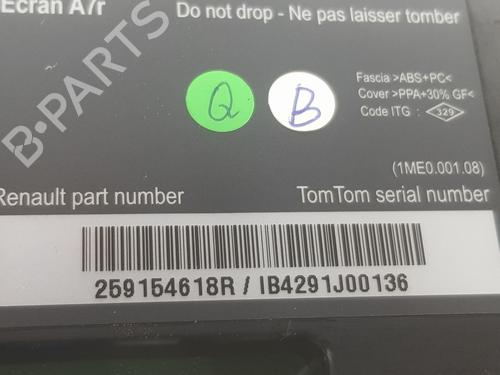 Ecran A7r
Do not drop - Ne pas laisser tomber
Q
B
Fascia >ABS+PC<
Cover >PPA+30% GF<
Code ITG : 329
(1ME0.001.08)
Renault part number
TomTom serial number
259154618R / IB4291J00136
B-PARTS